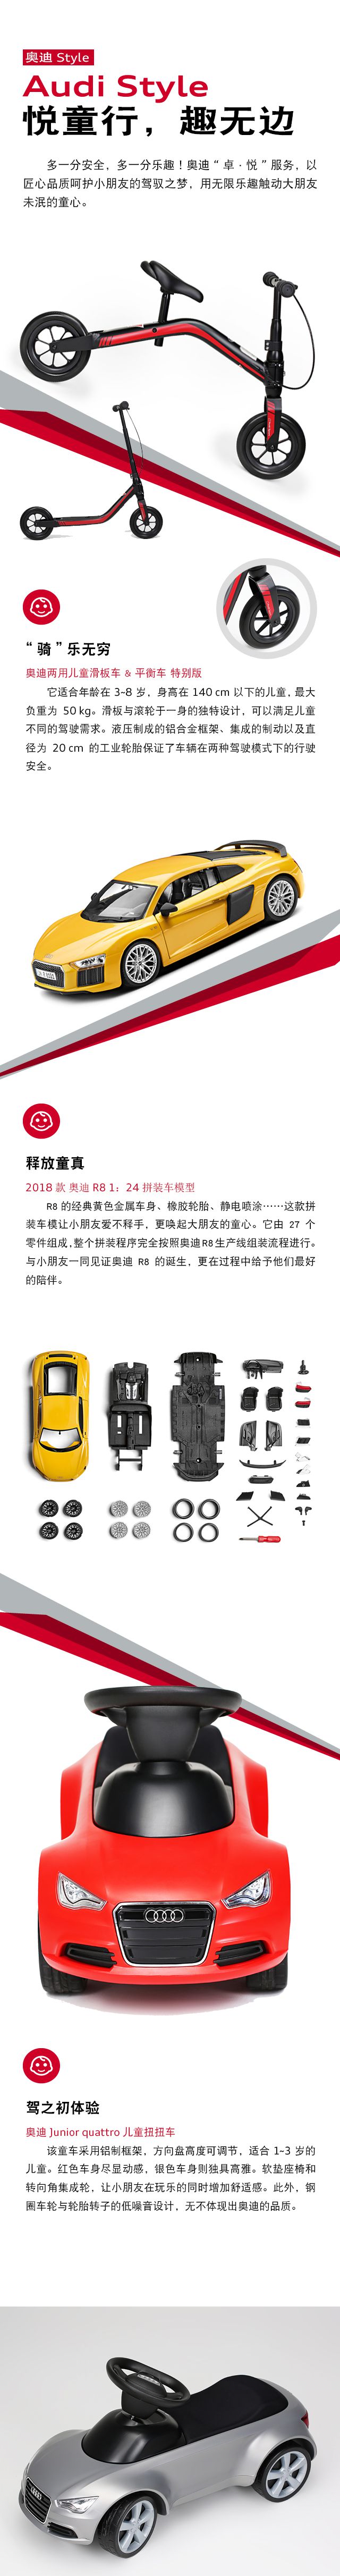 奥迪 Style
Audi Style
悦童行，趣无边
多一分安全，多一分乐趣！奥迪“卓·悦”服务，以
匠心品质呵护小朋友的驾驭之梦，用无限乐趣触动大朋友
未泯的童心。
“骑”乐无穷
奥迪两用儿童滑板车 & 平衡车 特别版
它适合年龄在 3-8 岁，身高在 140 cm 以下的儿童，最大
负重为 50 kg。滑板与滚轮于一身的独特设计，可以满足儿童
不同的驾驶需求。液压制成的铝合金框架、集成的制动以及直
径为 20 cm 的工业轮胎保证了车辆在两种驾驶模式下的行驶
安全。
释放童真
2018 款 奥迪 R8 1：24 拼装车模型
R8 的经典黄色金属车身、橡胶轮胎、静电喷涂……这款拼
装车模让小朋友爱不释手，更唤起大朋友的童心。它由 27 个
零件组成，整个拼装程序完全按照奥迪R8生产线组装流程进行。
与小朋友一同见证奥迪 R8 的诞生，更在过程中给予他们最好
的陪伴。
驾之初体验
奥迪 Junior quattro 儿童扭扭车
该童车采用铝制框架，方向盘高度可调节，适合 1-3 岁的
儿童。红色车身尽显动感，银色车身则独具高雅。软垫座椅和
转向角集成轮，让小朋友在玩乐的同时增加舒适感。此外，钢
圈车轮与轮胎转子的低噪音设计，无不体现出奥迪的品质。